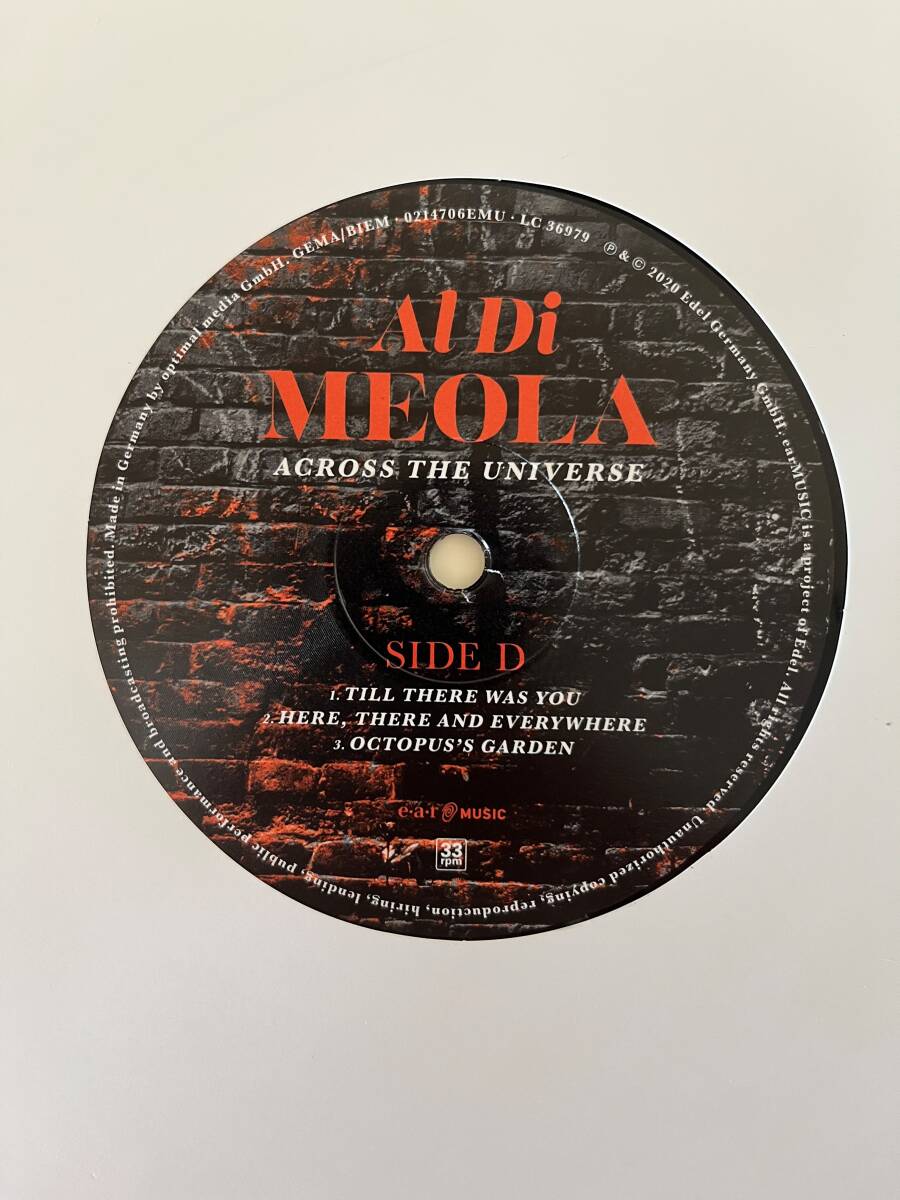 Al Di
MEOLA
ACROSS THE UNIVERSE
SIDE D
1. TILL THERE WAS YOU
2. HERE, THERE AND EVERYWHERE
3. OCTOPUS'S GARDEN
e·a·r MUSIC
33
rpm
℗ & © 2020 Edel Germany GmbH. earMUSIC is a project of Edel. All rights reserved. Unauthorized copying, reproduction, hiring, lending, public performance and broadcasting prohibited. Made in Germany by optimal media GmbH. GEMA/BIEM · 0214706EMU · LC 36979